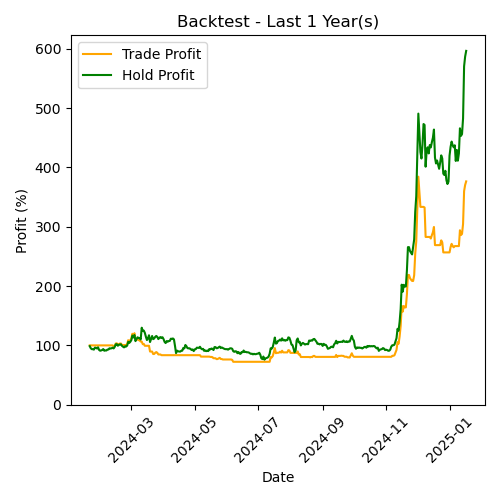 Backtest - Last 1 Year(s)
Trade Profit
Hold Profit
Profit (%)
600
500
400
300
200
100
0
2024-03
2024-05
2024-07
2024-09
2024-11
2025-01
Date